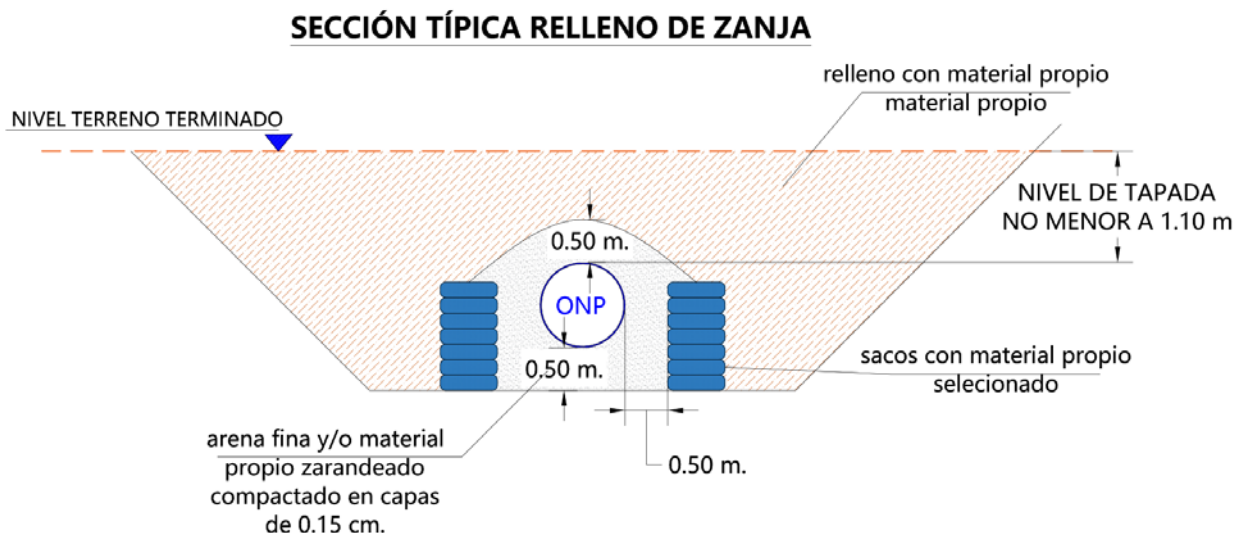 SECCIÓN TÍPICA RELLENO DE ZANJA
relleno con material propio
material propio
NIVEL TERRENO TERMINADO
NIVEL DE TAPADA
NO MENOR A 1.10 m
0.50 m.
ONP
0.50 m.
sacos con material propio
selecionado
arena fina y/o material
propio zarandeado
compactado en capas
de 0.15 cm.
0.50 m.